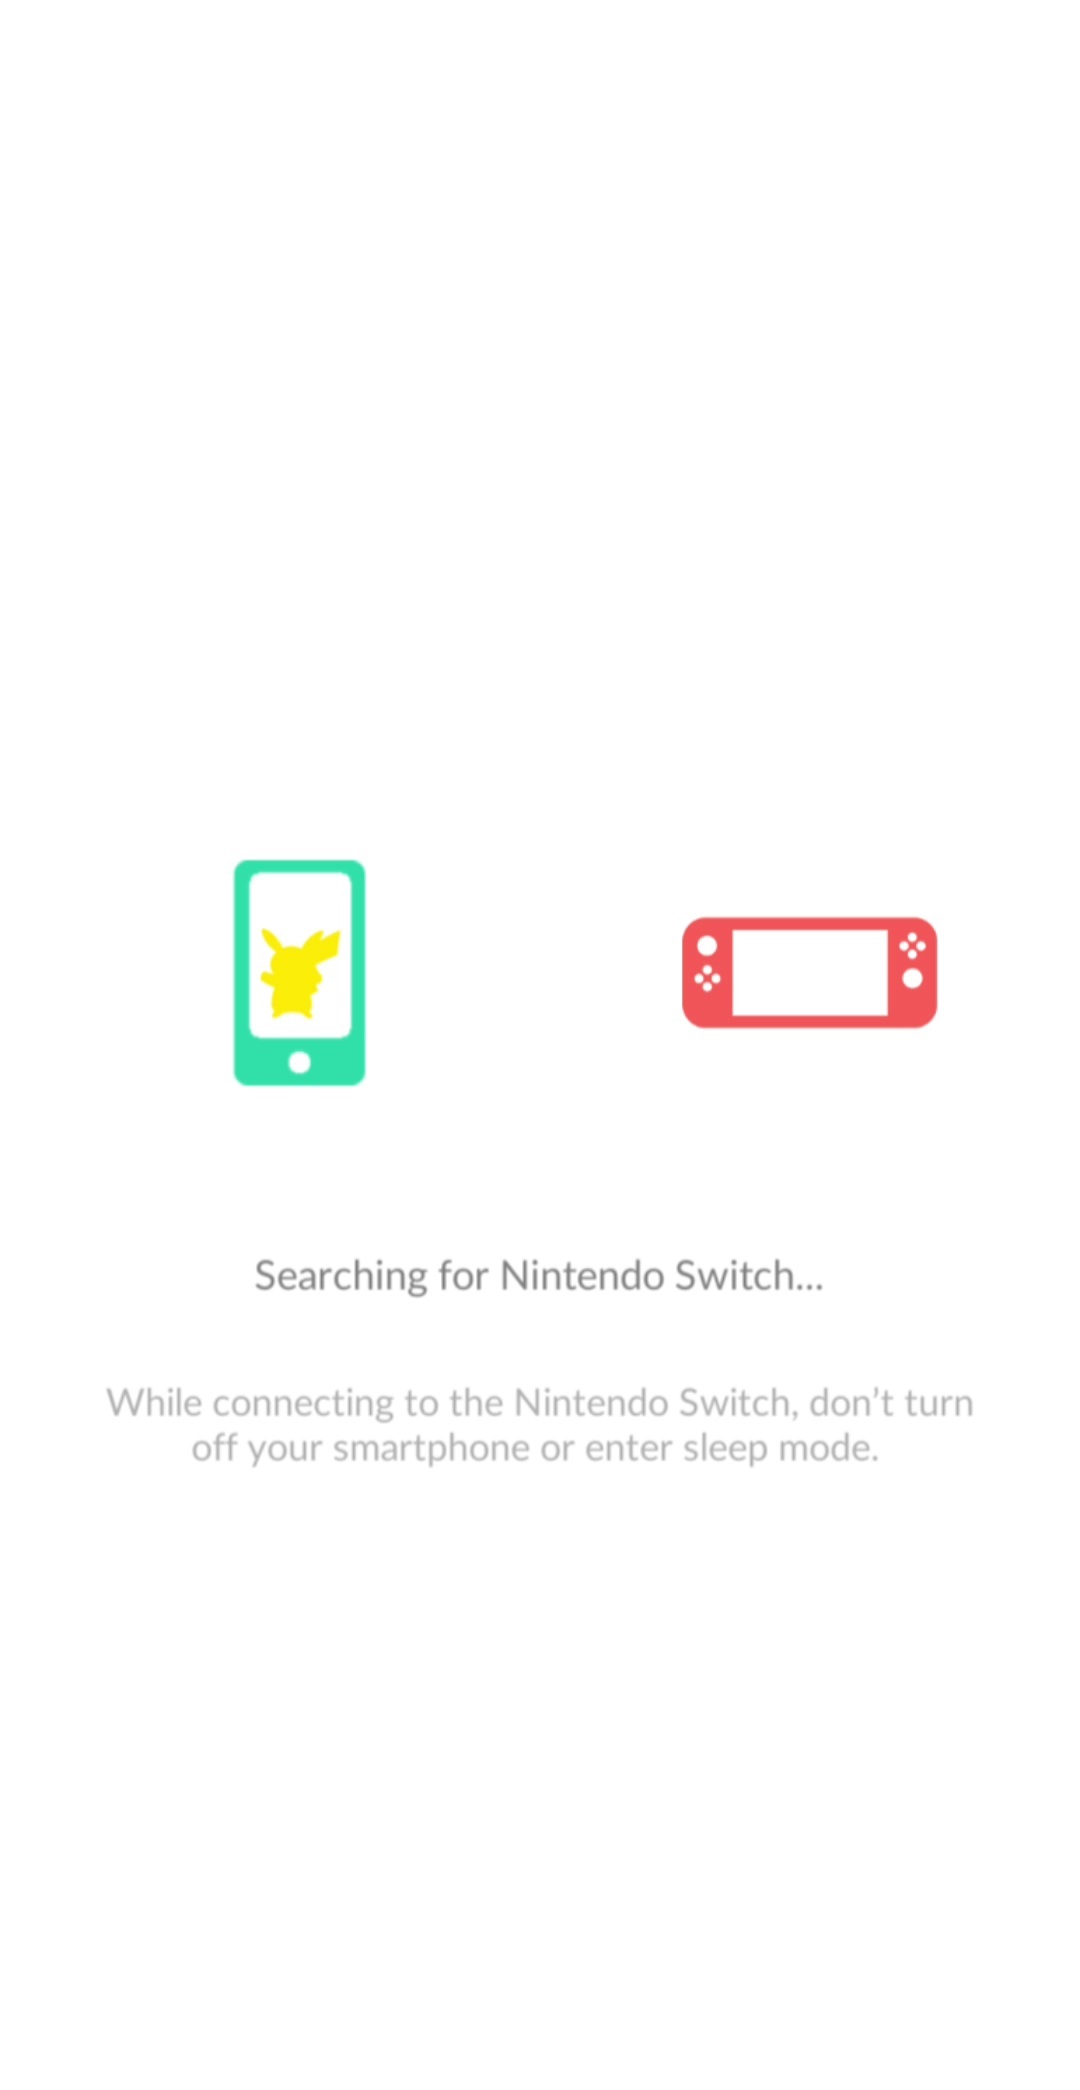 Searching for Nintendo Switch...
While connecting to the Nintendo Switch, don’t turn
off your smartphone or enter sleep mode.